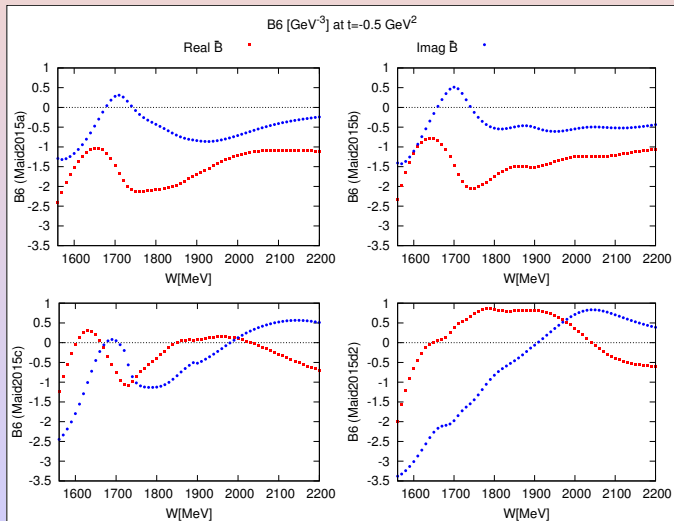 B6 [GeV⁻³] at t=-0.5 GeV²
Real B̄ Imag B̄
B6 (Maid2015a)
1
0.5
0
-0.5
-1
-1.5
-2
-2.5
-3
-3.5
1600 1700 1800 1900 2000 2100 2200
W[MeV]
B6 (Maid2015b)
1
0.5
0
-0.5
-1
-1.5
-2
-2.5
-3
-3.5
1600 1700 1800 1900 2000 2100 2200
W[MeV]
B6 (Maid2015c)
1
0.5
0
-0.5
-1
-1.5
-2
-2.5
-3
-3.5
1600 1700 1800 1900 2000 2100 2200
W[MeV]
B6 (Maid2015d2)
1
0.5
0
-0.5
-1
-1.5
-2
-2.5
-3
-3.5
1600 1700 1800 1900 2000 2100 2200
W[MeV]